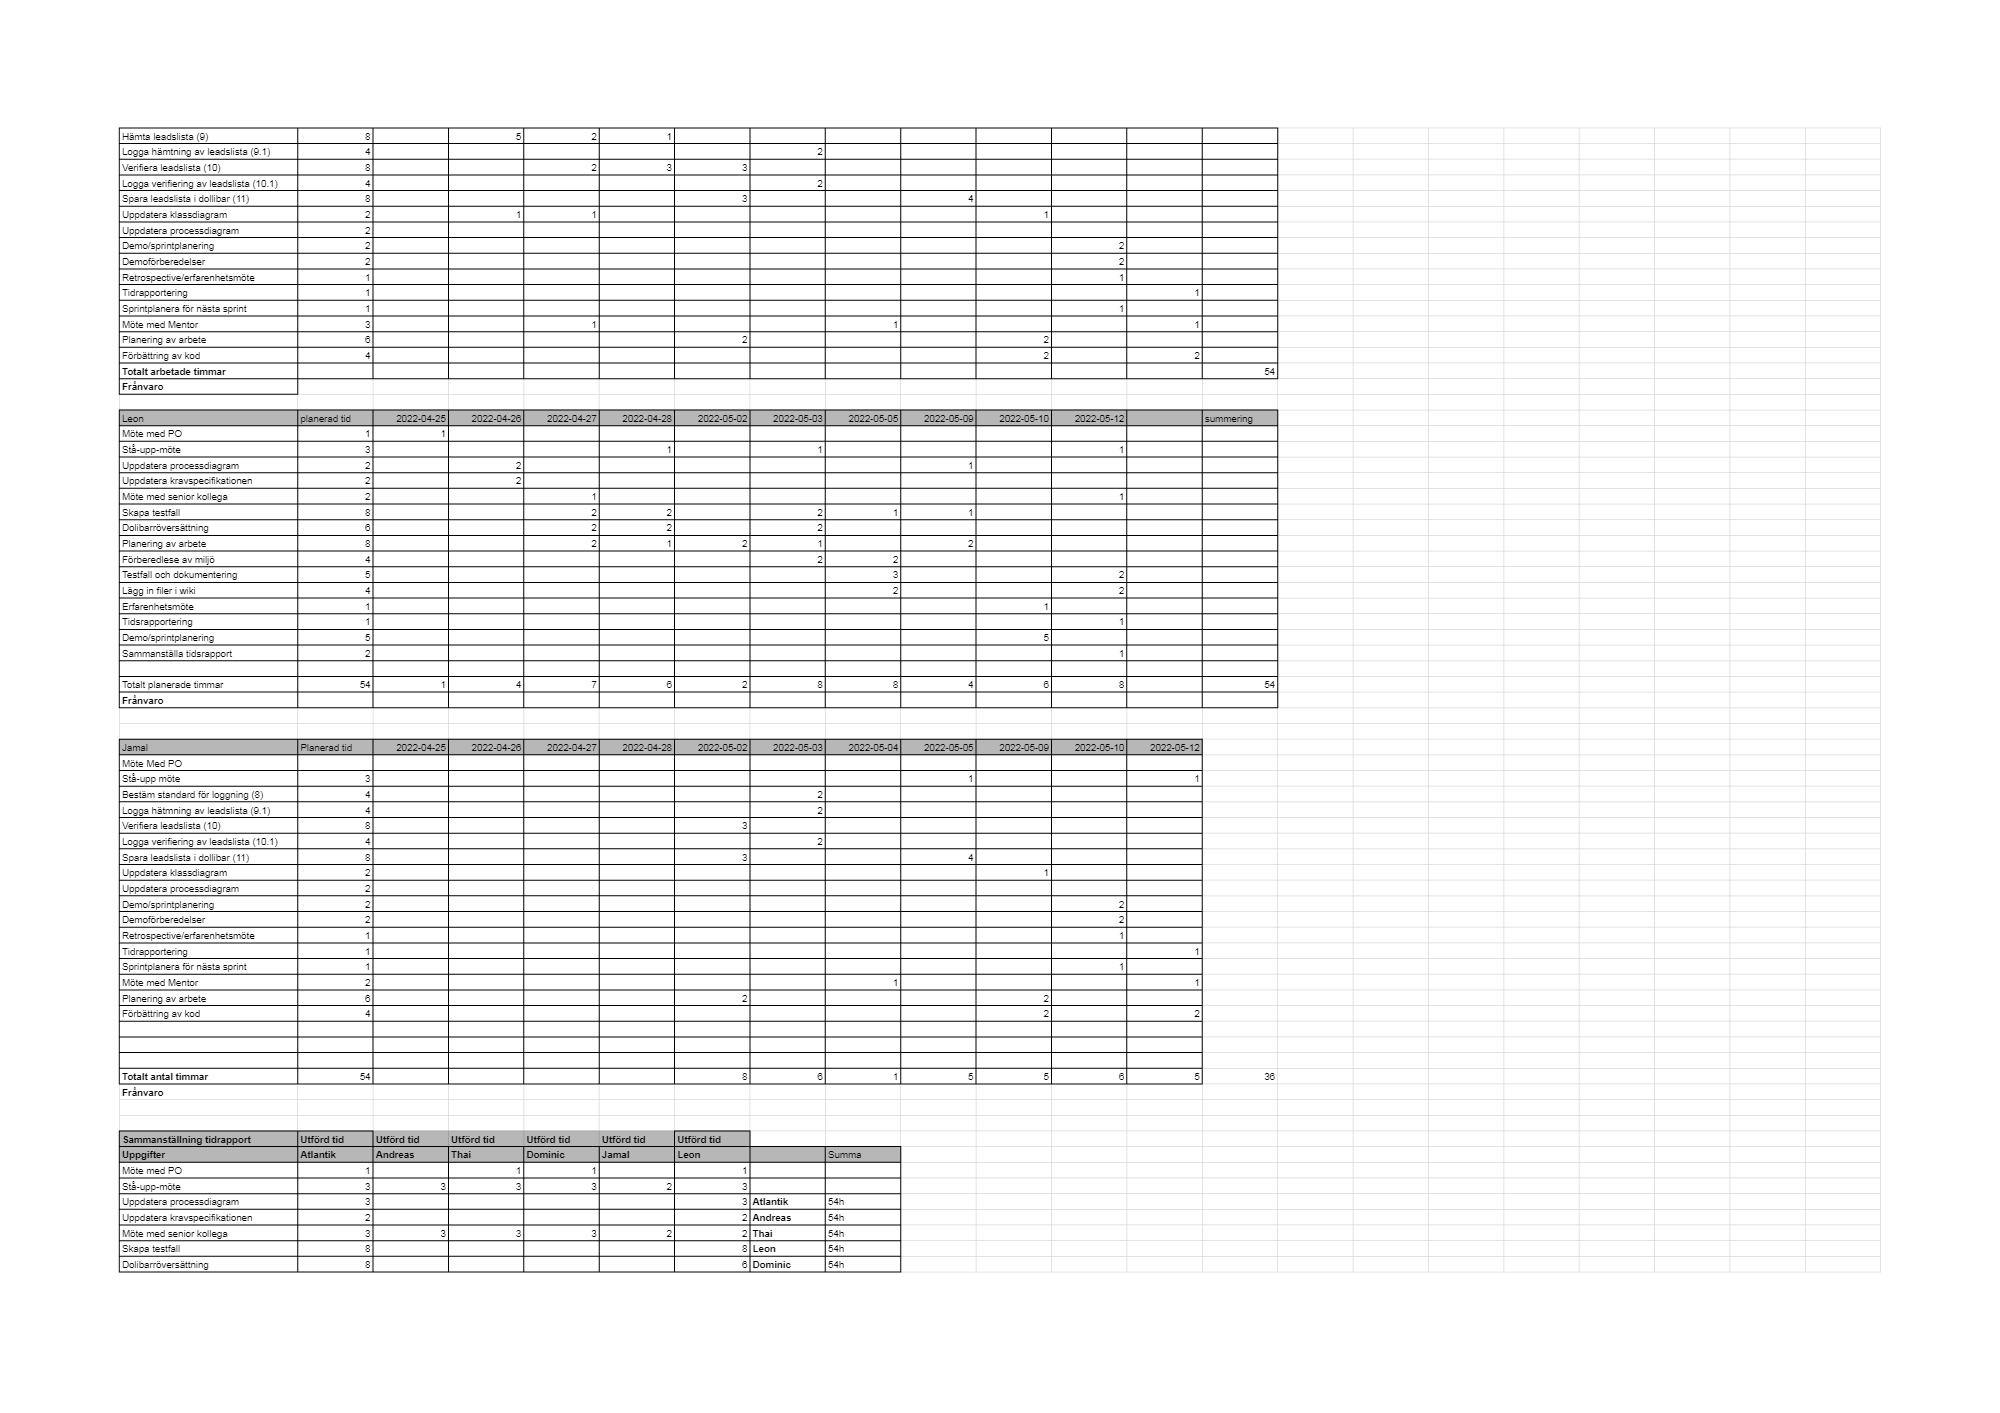 Hämta leadslista (9) 8 5 2 1
Logga hämtning av leadslista (9.1) 4 2
Verifiera leadslista (10) 8 2 3 3
Logga verifiering av leadslista (10.1) 4 2
Spara leadslista i dollibar (11) 8 3 4
Uppdatera klassdiagram 2 1 1 1
Uppdatera processdiagram 2
Demo/sprintplanering 2 2
Demoförberedelser 2 2
Retrospective/erfarenhetsmöte 1 1
Tidrapportering 1 1
Sprintplanera för nästa sprint 1 1
Möte med Mentor 3 1 1 1
Planering av arbete 6 2 2
Förbättring av kod 4 2 2
Totalt arbetade timmar 54
Frånvaro
Leon planerad tid 2022-04-25 2022-04-26 2022-04-27 2022-04-28 2022-05-02 2022-05-03 2022-05-05 2022-05-09 2022-05-10 2022-05-12 summering
Möte med PO 1 1
Stå-upp-möte 3 1 1 1
Uppdatera processdiagram 2 2 1
Uppdatera kravspecifikationen 2 2
Möte med senior kollega 2 1 1
Skapa testfall 8 2 2 2 1 1
Dolibarröversättning 6 2 2 2
Planering av arbete 8 2 1 2 1 2
Förberedlese av miljö 4 2 2
Testfall och dokumentering 5 3 2
Lägg in filer i wiki 4 2 2
Erfarenhetsmöte 1 1
Tidsrapportering 1 1
Demo/sprintplanering 5 5
Sammanställa tidsrapport 2 1
Totalt planerade timmar 54 1 4 7 6 2 8 8 4 6 8 54
Frånvaro
Jamal Planerad tid 2022-04-25 2022-04-26 2022-04-27 2022-04-28 2022-05-02 2022-05-03 2022-05-04 2022-05-05 2022-05-09 2022-05-10 2022-05-12
Möte Med PO
Stå-upp möte 3 1 1
Bestäm standard för loggning (8) 4 2
Logga hätmning av leadslista (9.1) 4 2
Verifiera leadslista (10) 8 3
Logga verifiering av leadslista (10.1) 4 2
Spara leadslista i dollibar (11) 8 3 4
Uppdatera klassdiagram 2 1
Uppdatera processdiagram 2
Demo/sprintplanering 2 2
Demoförberedelser 2 2
Retrospective/erfarenhetsmöte 1 1
Tidrapportering 1 1
Sprintplanera för nästa sprint 1 1
Möte med Mentor 2 1 1
Planering av arbete 6 2 2
Förbättring av kod 4 2 2
Totalt antal timmar 54 8 6 1 5 5 6 5 36
Frånvaro
Sammanställning tidrapport Utförd tid Utförd tid Utförd tid Utförd tid Utförd tid Utförd tid
Uppgifter Atlantik Andreas Thai Dominic Jamal Leon Summa
Möte med PO 1 1 1 1
Stå-upp-möte 3 3 3 3 2 3
Uppdatera processdiagram 3 3 Atlantik 54h
Uppdatera kravspecifikationen 2 2 Andreas 54h
Möte med senior kollega 3 3 3 3 2 2 Thai 54h
Skapa testfall 8 8 Leon 54h
Dolibarröversättning 8 6 Dominic 54h